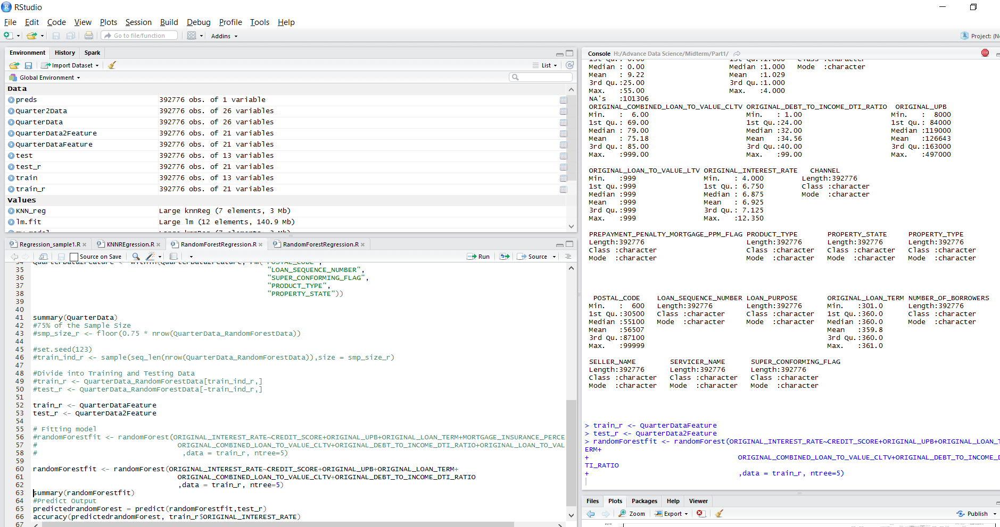 RStudio
File Edit Code View Plots Session Build Debug Profile Tools Help
Go to file/function Addins Project: (N
Environment History Spark
Import Dataset List
Global Environment
Data
preds 392776 obs. of 1 variable
Quarter2Data 392776 obs. of 26 variables
QuarterData 392776 obs. of 26 variables
QuarterData2Feature 392776 obs. of 21 variables
QuarterDataFeature 392776 obs. of 21 variables
test 392776 obs. of 13 variables
test_r 392776 obs. of 21 variables
train 392776 obs. of 13 variables
train_r 392776 obs. of 21 variables
Values
KNN_reg Large knnReg (7 elements, 3 Mb)
lm.fit Large lm (12 elements, 140.9 Mb)
Regression_sample1.R KNNREgression.R RandomForestRegression.R RandomForestRegression.R
Source on Save Run Source
34 QuarterData2Feature <- within(QuarterData2Feature, rm("POSTAL_CODE",
35 "LOAN_SEQUENCE_NUMBER",
36 "SUPER_CONFORMING_FLAG",
37 "PRODUCT_TYPE",
38 "PROPERTY_STATE"))
39
40
41 summary(QuarterData)
42 #75% of the Sample Size
43 #smp_size_r <- floor(0.75 * nrow(QuarterData_RandomForestData))
44
45 #set.seed(123)
46 #train_ind_r <- sample(seq_len(nrow(QuarterData_RandomForestData)),size = smp_size_r)
47
48 #Divide into Training and Testing Data
49 #train_r <- QuarterData_RandomForestData[train_ind_r,]
50 #test_r <- QuarterData_RandomForestData[-train_ind_r,]
51
52 train_r <- QuarterDataFeature
53 test_r <- QuarterData2Feature
54
55 # Fitting model
56 #randomForestfit <- randomForest(ORIGINAL_INTEREST_RATE~CREDIT_SCORE+ORIGINAL_UPB+ORIGINAL_LOAN_TERM+MORTGAGE_INSURANCE_PERCE
57 # ORIGINAL_COMBINED_LOAN_TO_VALUE_CLTV+ORIGINAL_DEBT_TO_INCOME_DTI_RATIO+ORIGINAL_LOAN_TO_VAL
58 # ,data = train_r, ntree=5)
59
60 randomForestfit <- randomForest(ORIGINAL_INTEREST_RATE~CREDIT_SCORE+ORIGINAL_UPB+ORIGINAL_LOAN_TERM+
61 ORIGINAL_COMBINED_LOAN_TO_VALUE_CLTV+ORIGINAL_DEBT_TO_INCOME_DTI_RATIO
62 ,data = train_r, ntree=5)
63 summary(randomForestfit)
64 #Predict Output
65 predictedrandomForest = predict(randomForestfit,test_r)
66 accuracy(predictedrandomForest, train_r$ORIGINAL_INTEREST_RATE)
67
Console H:/Advance Data Science/Midterm/Part1/
1st Qu.: 0.00 1st Qu.:1.000 Class :character
Median : 0.00 Median :1.000 Mode :character
Mean : 9.22 Mean :1.029
3rd Qu.:25.00 3rd Qu.:1.000
Max. :55.00 Max. :4.000
NA's :101306
ORIGINAL_COMBINED_LOAN_TO_VALUE_CLTV ORIGINAL_DEBT_TO_INCOME_DTI_RATIO ORIGINAL_UPB
Min. : 6.00 Min. : 1.00 Min. : 8000
1st Qu.: 69.00 1st Qu.:24.00 1st Qu.: 84000
Median : 79.00 Median :32.00 Median :119000
Mean : 75.18 Mean :34.56 Mean :126643
3rd Qu.: 85.00 3rd Qu.:40.00 3rd Qu.:163000
Max. :999.00 Max. :99.00 Max. :497000
ORIGINAL_LOAN_TO_VALUE_LTV ORIGINAL_INTEREST_RATE CHANNEL
Min. :999 Min. : 4.000 Length:392776
1st Qu.:999 1st Qu.: 6.750 Class :character
Median :999 Median : 6.875 Mode :character
Mean :999 Mean : 6.925
3rd Qu.:999 3rd Qu.: 7.125
Max. :999 Max. :12.350
PREPAYMENT_PENALTY_MORTGAGE_PPM_FLAG PRODUCT_TYPE PROPERTY_STATE PROPERTY_TYPE
Length:392776 Length:392776 Length:392776 Length:392776
Class :character Class :character Class :character Class :character
Mode :character Mode :character Mode :character Mode :character
POSTAL_CODE LOAN_SEQUENCE_NUMBER LOAN_PURPOSE ORIGINAL_LOAN_TERM NUMBER_OF_BORROWERS
Min. : 600 Length:392776 Length:392776 Min. :301.0 Length:392776
1st Qu.:30500 Class :character Class :character 1st Qu.:360.0 Class :character
Median :55100 Mode :character Mode :character Median :360.0 Mode :character
Mean :56507 Mean :359.8
3rd Qu.:87100 3rd Qu.:360.0
Max. :99999 Max. :361.0
SELLER_NAME SERVICER_NAME SUPER_CONFORMING_FLAG
Length:392776 Length:392776 Length:392776
Class :character Class :character Class :character
Mode :character Mode :character Mode :character
> train_r <- QuarterDataFeature
> test_r <- QuarterData2Feature
> randomForestfit <- randomForest(ORIGINAL_INTEREST_RATE~CREDIT_SCORE+ORIGINAL_UPB+ORIGINAL_LOAN_T
ERM+
+ ORIGINAL_COMBINED_LOAN_TO_VALUE_CLTV+ORIGINAL_DEBT_TO_INCOME_D
TI_RATIO
+ ,data = train_r, ntree=5)
Files Plots Packages Help Viewer
Zoom Export Publish